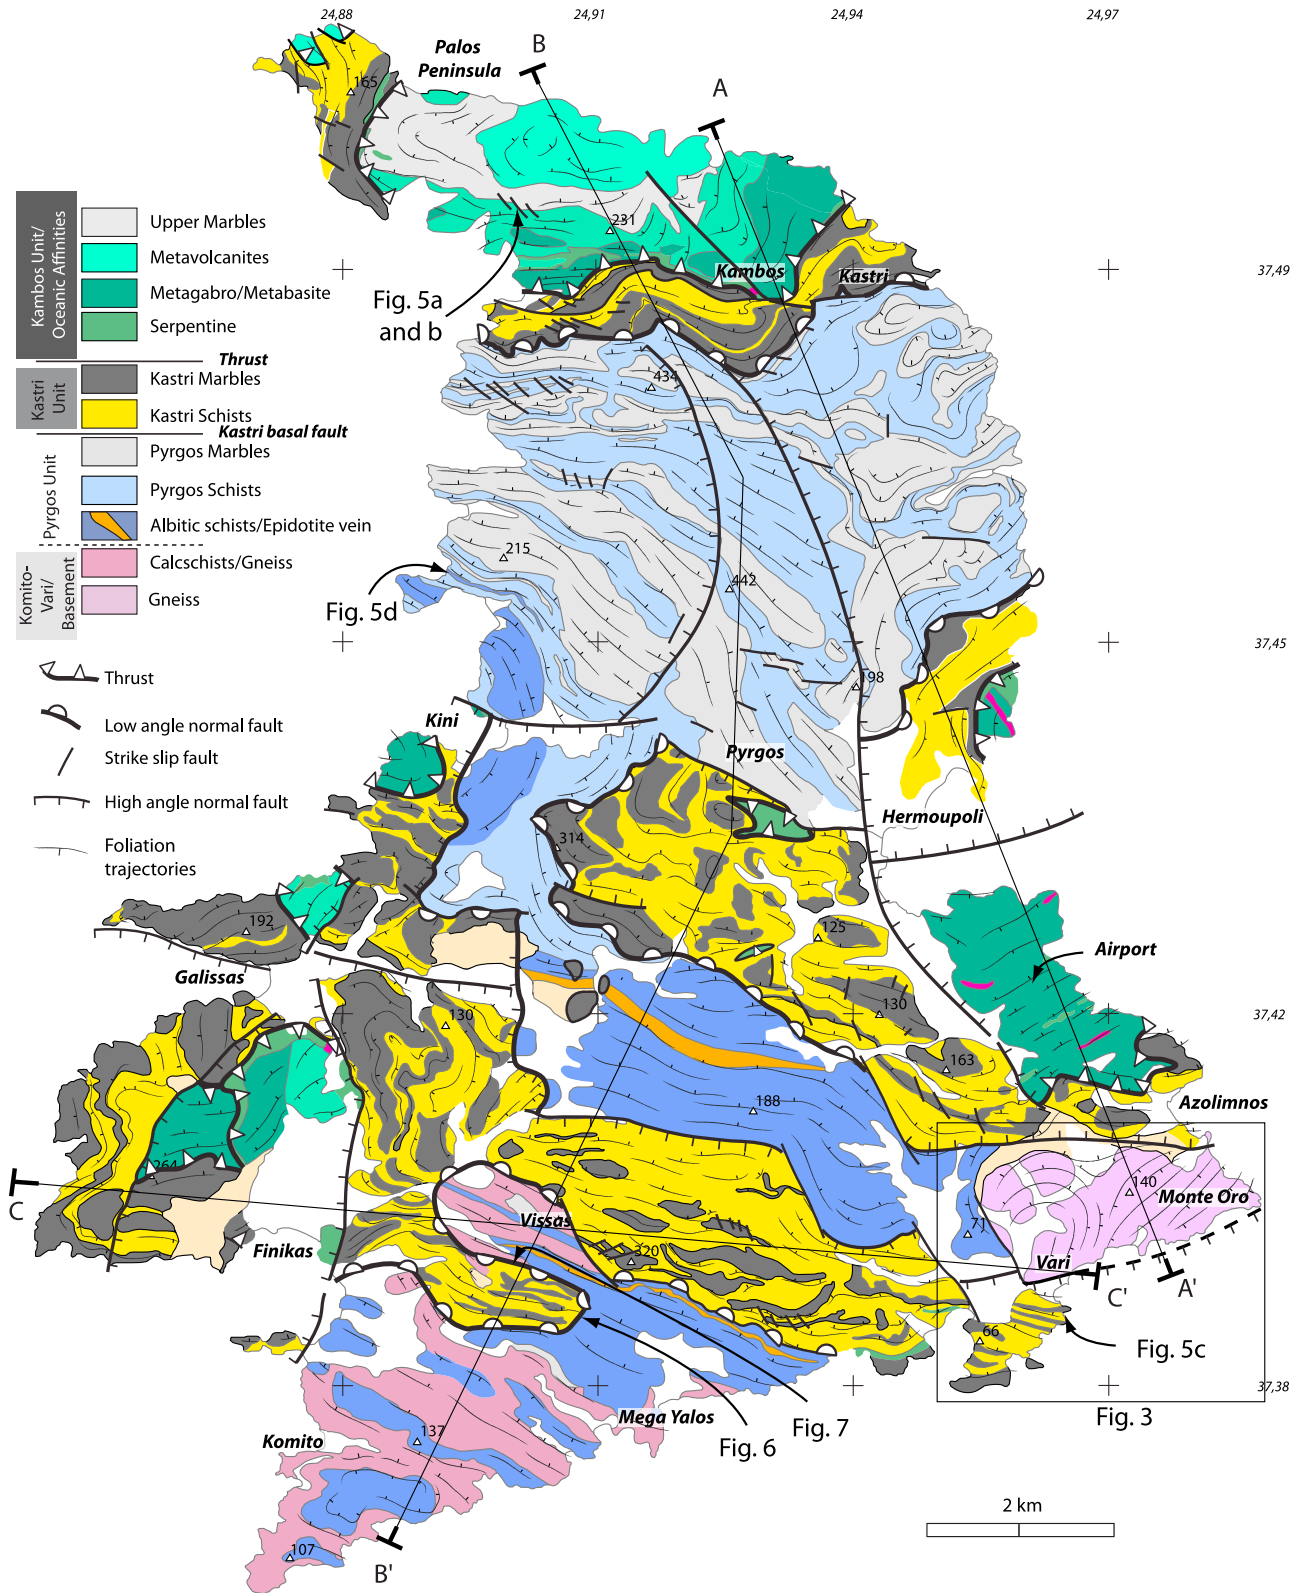 24,88
24,91
24,94
24,97
B
Palos
Peninsula
A
165
231
Kambos
Kastri
37,49
Fig. 5a
and b
Kambos Unit/
Oceanic Affinities
Upper Marbles
Metavolcanites
Metagabro/Metabasite
Serpentine
Thrust
Kastri
Unit
Kastri Marbles
Kastri Schists
Kastri basal fault
Pyrgos Unit
Pyrgos Marbles
Pyrgos Schists
Albitic schists/Epidotite vein
Komito-
Vari/
Basement
Calcschists/Gneiss
Gneiss
Thrust
Low angle normal fault
Strike slip fault
High angle normal fault
Foliation
trajectories
434
215
442
Fig. 5d
37,45
198
Kini
Pyrgos
Hermoupoli
314
192
125
Airport
Galissas
130
130
37,42
163
188
Azolimnos
264
C
140
Monte Oro
Vissas
71
Finikas
320
Vari
C'
A'
66
Fig. 5c
37,38
Mega Yalos
Fig. 7
Fig. 3
Komito
137
Fig. 6
2 km
107
B'